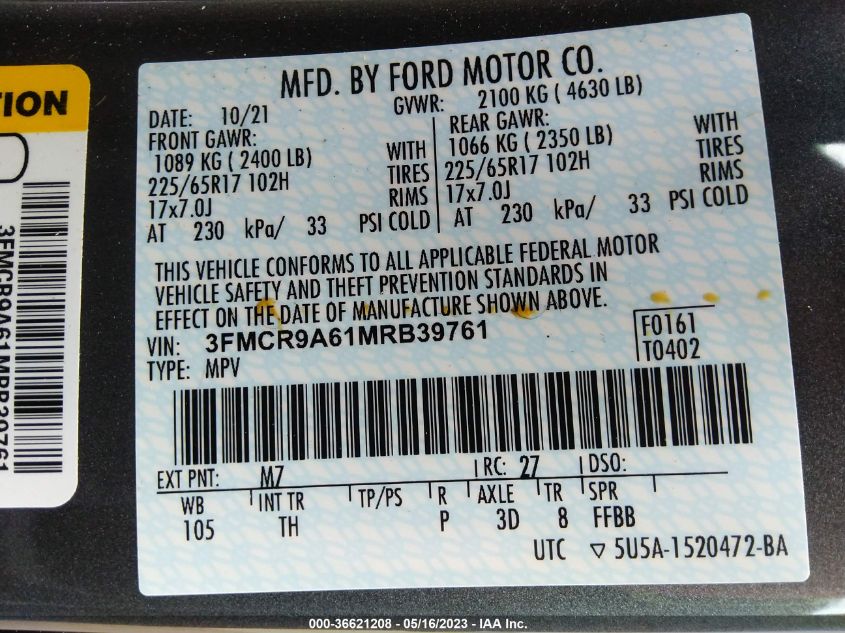 TION
3FMCR9A61MRB39761
MFD. BY FORD MOTOR CO.
DATE: 10/21 GVWR: 2100 KG ( 4630 LB)
FRONT GAWR: REAR GAWR:
1089 KG ( 2400 LB) WITH 1066 KG ( 2350 LB) WITH
225/65R17 102H TIRES 225/65R17 102H TIRES
17x7.0J RIMS 17x7.0J RIMS
AT 230 kPa/ 33 PSI COLD AT 230 kPa/ 33 PSI COLD
THIS VEHICLE CONFORMS TO ALL APPLICABLE FEDERAL MOTOR
VEHICLE SAFETY AND THEFT PREVENTION STANDARDS IN
EFFECT ON THE DATE OF MANUFACTURE SHOWN ABOVE.
VIN: 3FMCR9A61MRB39761 F0161
TYPE: MPV T0402
EXT PNT: M7 RC: 27 DSO:
WB INT TR TP/PS R AXLE TR SPR
105 TH P 3D 8 FFBB
UTC ▽ 5U5A-1520472-BA
000-36621208 - 05/16/2023 - IAA Inc.